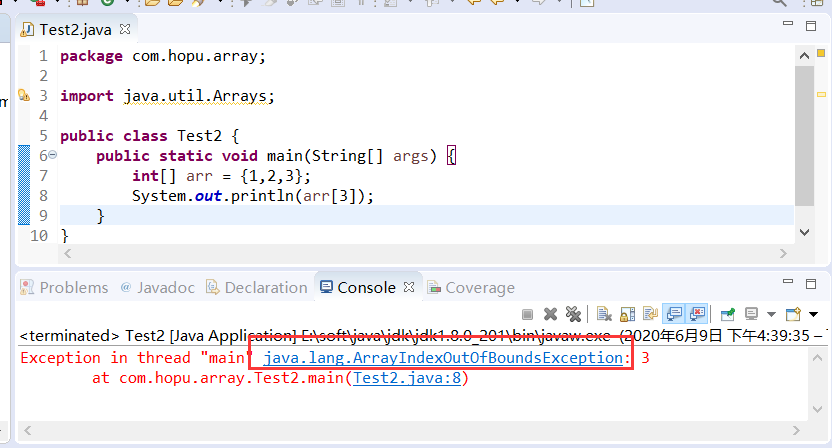 Test2.java
1 package com.hopu.array;
2
3 import java.util.Arrays;
4
5 public class Test2 {
6 public static void main(String[] args) {
7 int[] arr = {1,2,3};
8 System.out.println(arr[3]);
9 }
10 }
Problems @ Javadoc Declaration Console Coverage
<terminated> Test2 [Java Application] E:\soft\java\jdk\jdk1.8.0_201\bin\javaw.exe (2020年6月9日 下午4:39:35 –
Exception in thread "main" java.lang.ArrayIndexOutOfBoundsException: 3
at com.hopu.array.Test2.main(Test2.java:8)